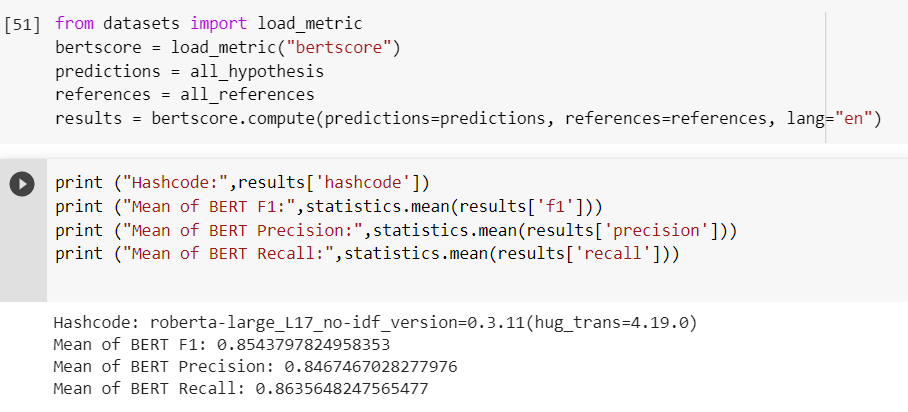 [51] from datasets import load_metric
bertscore = load_metric("bertscore")
predictions = all_hypothesis
references = all_references
results = bertscore.compute(predictions=predictions, references=references, lang="en")
print ("Hashcode:",results['hashcode'])
print ("Mean of BERT F1:",statistics.mean(results['f1']))
print ("Mean of BERT Precision:",statistics.mean(results['precision']))
print ("Mean of BERT Recall:",statistics.mean(results['recall']))
Hashcode: roberta-large_L17_no-idf_version=0.3.11(hug_trans=4.19.0)
Mean of BERT F1: 0.8543797824958353
Mean of BERT Precision: 0.8467467028277976
Mean of BERT Recall: 0.8635648247565477